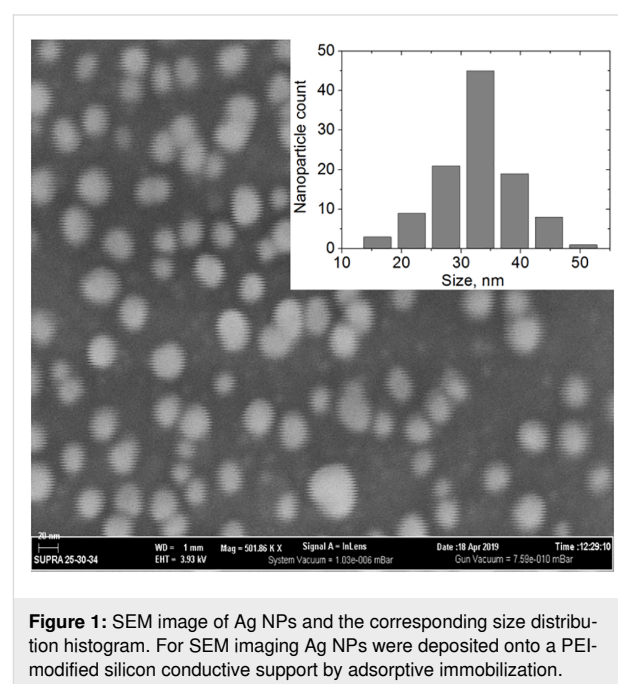 50
40
30
20
10
0
Nanoparticle count
10 20 30 40 50
Size, nm
20 nm
SUPRA 25-30-34
WD = 1 mm Mag = 501.86 K X Signal A = InLens Date :18 Apr 2019 Time :12:29:10
EHT = 3.93 kV System Vacuum = 1.03e-006 mBar Gun Vacuum = 7.59e-010 mBar
Figure 1: SEM image of Ag NPs and the corresponding size distribu-
tion histogram. For SEM imaging Ag NPs were deposited onto a PEI-
modified silicon conductive support by adsorptive immobilization.